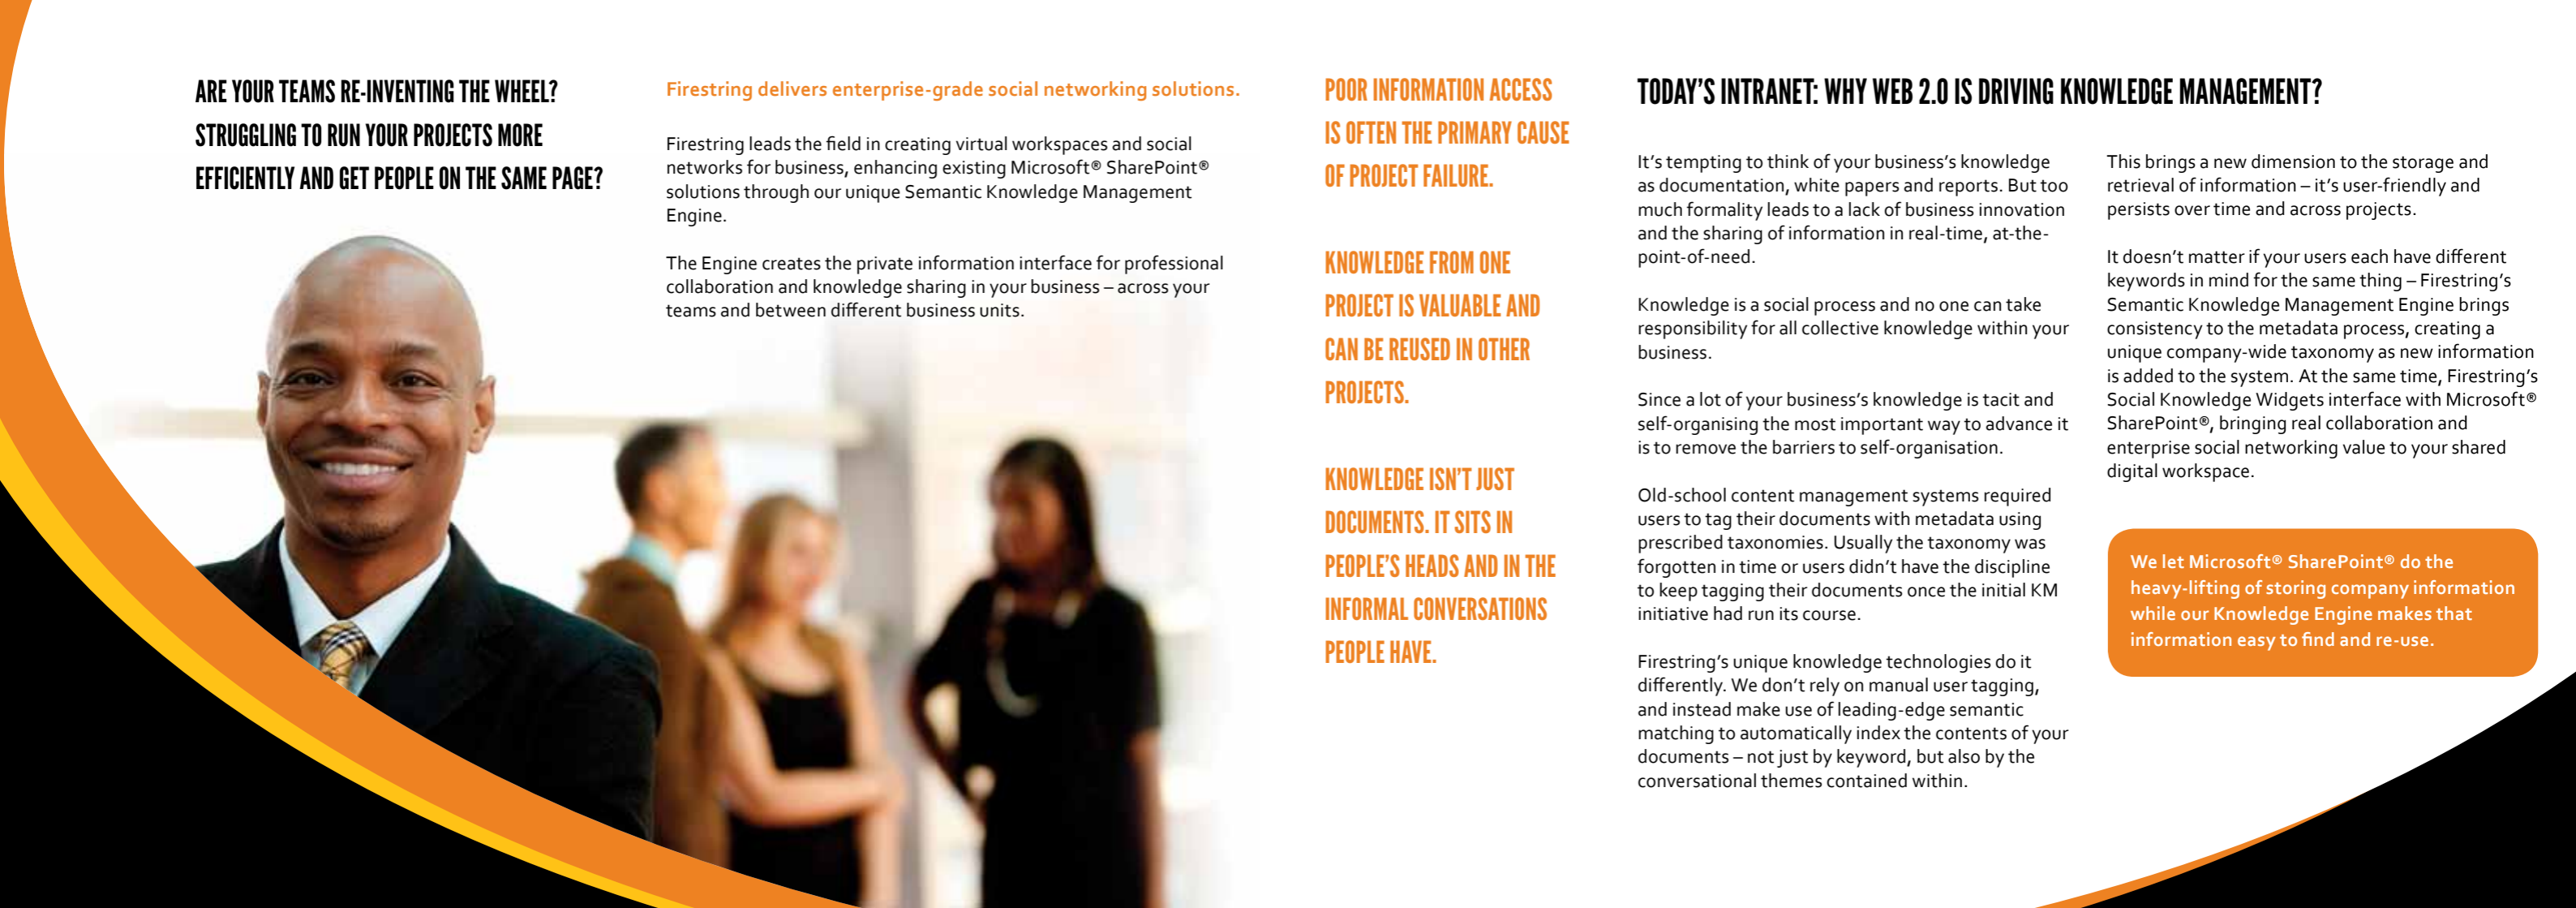 ARE YOUR TEAMS RE-INVENTING THE WHEEL?
STRUGGLING TO RUN YOUR PROJECTS MORE
EFFICIENTLY AND GET PEOPLE ON THE SAME PAGE?
Firestring delivers enterprise-grade social networking solutions.
Firestring leads the field in creating virtual workspaces and social
networks for business, enhancing existing Microsoft® SharePoint®
solutions through our unique Semantic Knowledge Management
Engine.
The Engine creates the private information interface for professional
collaboration and knowledge sharing in your business – across your
teams and between different business units.
POOR INFORMATION ACCESS
IS OFTEN THE PRIMARY CAUSE
OF PROJECT FAILURE.
KNOWLEDGE FROM ONE
PROJECT IS VALUABLE AND
CAN BE REUSED IN OTHER
PROJECTS.
KNOWLEDGE ISN'T JUST
DOCUMENTS. IT SITS IN
PEOPLE'S HEADS AND IN THE
INFORMAL CONVERSATIONS
PEOPLE HAVE.
TODAY'S INTRANET: WHY WEB 2.0 IS DRIVING KNOWLEDGE MANAGEMENT?
It's tempting to think of your business's knowledge
as documentation, white papers and reports. But too
much formality leads to a lack of business innovation
and the sharing of information in real-time, at-the-
point-of-need.
Knowledge is a social process and no one can take
responsibility for all collective knowledge within your
business.
Since a lot of your business's knowledge is tacit and
self-organising the most important way to advance it
is to remove the barriers to self-organisation.
Old-school content management systems required
users to tag their documents with metadata using
prescribed taxonomies. Usually the taxonomy was
forgotten in time or users didn't have the discipline
to keep tagging their documents once the initial KM
initiative had run its course.
Firestring's unique knowledge technologies do it
differently. We don't rely on manual user tagging,
and instead make use of leading-edge semantic
matching to automatically index the contents of your
documents – not just by keyword, but also by the
conversational themes contained within.
This brings a new dimension to the storage and
retrieval of information – it's user-friendly and
persists over time and across projects.
It doesn't matter if your users each have different
keywords in mind for the same thing – Firestring's
Semantic Knowledge Management Engine brings
consistency to the metadata process, creating a
unique company-wide taxonomy as new information
is added to the system. At the same time, Firestring's
Social Knowledge Widgets interface with Microsoft®
SharePoint®, bringing real collaboration and
enterprise social networking value to your shared
digital workspace.
We let Microsoft® SharePoint® do the
heavy-lifting of storing company information
while our Knowledge Engine makes that
information easy to find and re-use.